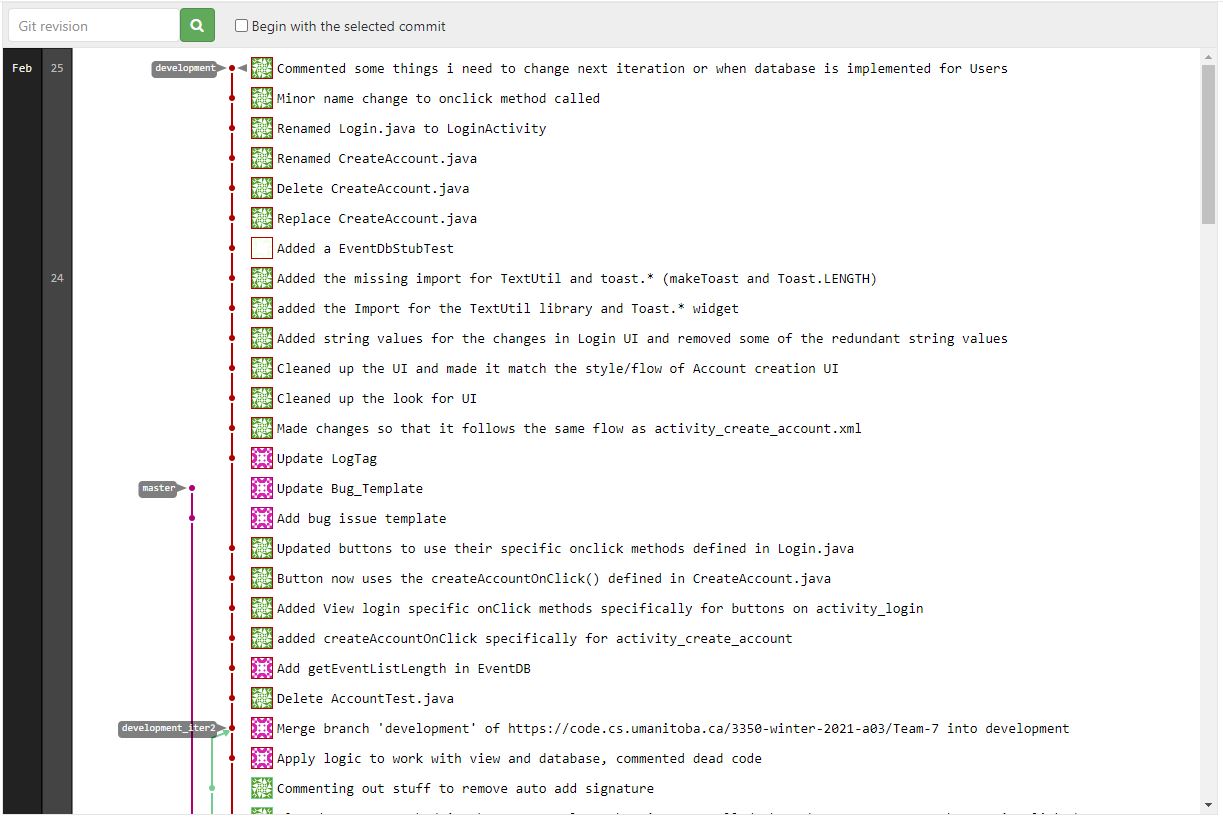 Git revision
Begin with the selected commit
Feb 25 development Commented some things i need to change next iteration or when database is implemented for Users
Minor name change to onclick method called
Renamed Login.java to LoginActivity
Renamed CreateAccount.java
Delete CreateAccount.java
Replace CreateAccount.java
Added a EventDbStubTest
24 Added the missing import for TextUtil and toast.* (makeToast and Toast.LENGTH)
added the Import for the TextUtil library and Toast.* widget
Added string values for the changes in Login UI and removed some of the redundant string values
Cleaned up the UI and made it match the style/flow of Account creation UI
Cleaned up the look for UI
Made changes so that it follows the same flow as activity_create_account.xml
Update LogTag
master Update Bug_Template
Add bug issue template
Updated buttons to use their specific onclick methods defined in Login.java
Button now uses the createAccountOnClick() defined in CreateAccount.java
Added View login specific onClick methods specifically for buttons on activity_login
added createAccountOnClick specifically for activity_create_account
Add getEventListLength in EventDB
Delete AccountTest.java
development_iter2 Merge branch 'development' of https://code.cs.umanitoba.ca/3350-winter-2021-a03/Team-7 into development
Apply logic to work with view and database, commented dead code
Commenting out stuff to remove auto add signature